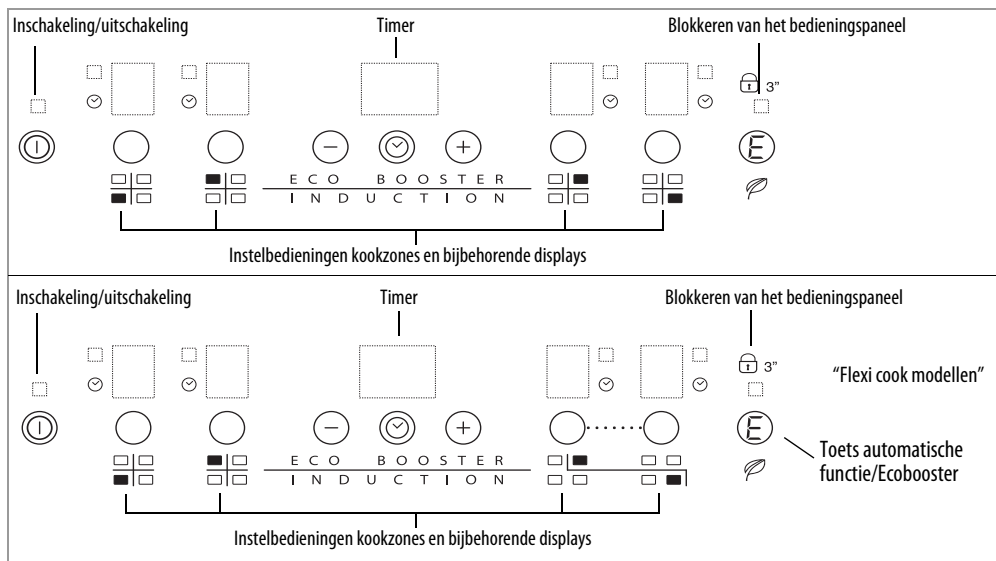 Inschakeling/uitschakeling
Timer
Blokkeren van het bedieningspaneel
3"
E
ECO BOOSTER
INDUCTION
Instelbedieningen kookzones en bijbehorende displays
Inschakeling/uitschakeling
Timer
Blokkeren van het bedieningspaneel
3"
“Flexi cook modellen”
E
Toets automatische
functie/Ecobooster
ECO BOOSTER
INDUCTION
Instelbedieningen kookzones en bijbehorende displays